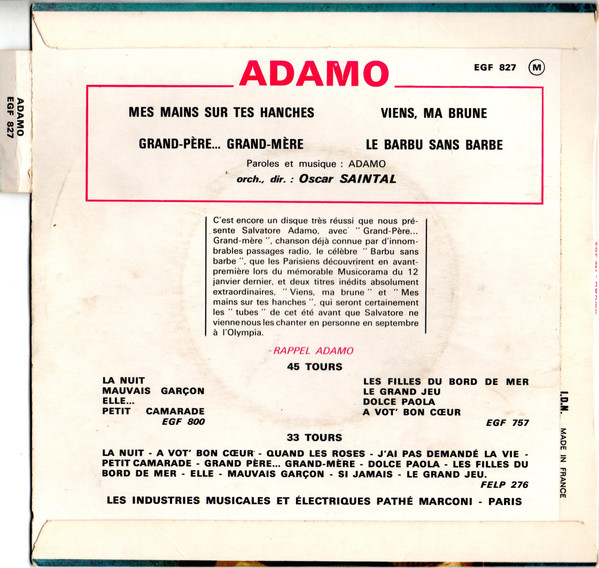 ADAMO
EGF 827 M
ADAMO
EGF 827
MES MAINS SUR TES HANCHES
VIENS, MA BRUNE
GRAND-PÈRE... GRAND-MÈRE
LE BARBU SANS BARBE
Paroles et musique : ADAMO
orch., dir. : Oscar SAINTAL
C'est encore un disque très réussi que nous pré-
sente Salvatore Adamo, avec " Grand-Père...
Grand-mère ", chanson déjà connue par d'innom-
brables passages radio, le célèbre " Barbu sans
barbe ", que les Parisiens découvrirent en avant-
première lors du mémorable Musicorama du 12
janvier dernier, et deux titres inédits absolument
extraordinaires, " Viens, ma brune " et " Mes
mains sur tes hanches ", qui seront certainement
les " tubes " de cet été avant que Salvatore ne
vienne nous les chanter en personne en septembre
à l'Olympia.
RAPPEL ADAMO
45 TOURS
LA NUIT
MAUVAIS GARÇON
ELLE...
PETIT CAMARADE
EGF 800
LES FILLES DU BORD DE MER
LE GRAND JEU
DOLCE PAOLA
A VOT' BON CŒUR
EGF 757
33 TOURS
LA NUIT - A VOT' BON CŒUR - QUAND LES ROSES - J'AI PAS DEMANDÉ LA VIE -
PETIT CAMARADE - GRAND PÈRE... GRAND-MÈRE - DOLCE PAOLA - LES FILLES DU
BORD DE MER - ELLE - MAUVAIS GARÇON - SI JAMAIS - LE GRAND JEU.
FELP 276
LES INDUSTRIES MUSICALES ET ÉLECTRIQUES PATHÉ MARCONI - PARIS
I.D.N. MADE IN FRANCE